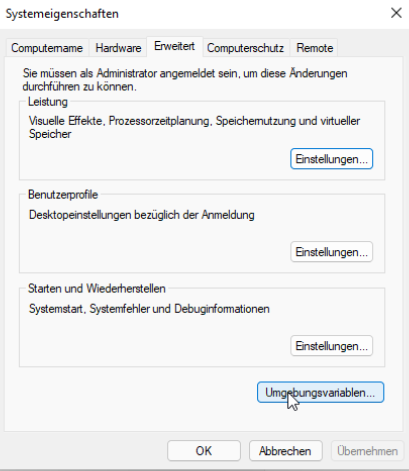 Systemeigenschaften
Computername Hardware Erweitert Computerschutz Remote
Sie müssen als Administrator angemeldet sein, um diese Änderungen
durchführen zu können.
Leistung
Visuelle Effekte, Prozessorzeitplanung, Speichernutzung und virtueller
Speicher
Einstellungen...
Benutzerprofile
Desktopeinstellungen bezüglich der Anmeldung
Einstellungen...
Starten und Wiederherstellen
Systemstart, Systemfehler und Debuginformationen
Einstellungen...
Umgebungsvariablen...
OK Abbrechen Übernehmen